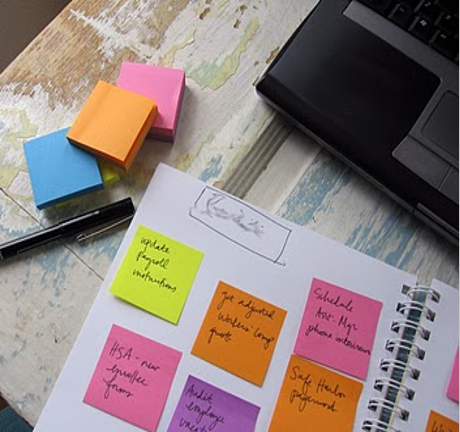 update
payroll
instructions
get adjusted
Workers' Comp
quote
Schedule
Asst. Mgr.
phone interviews
HSA - new
enrollee
forms
Audit
employee
Safe Harbor
paperwork